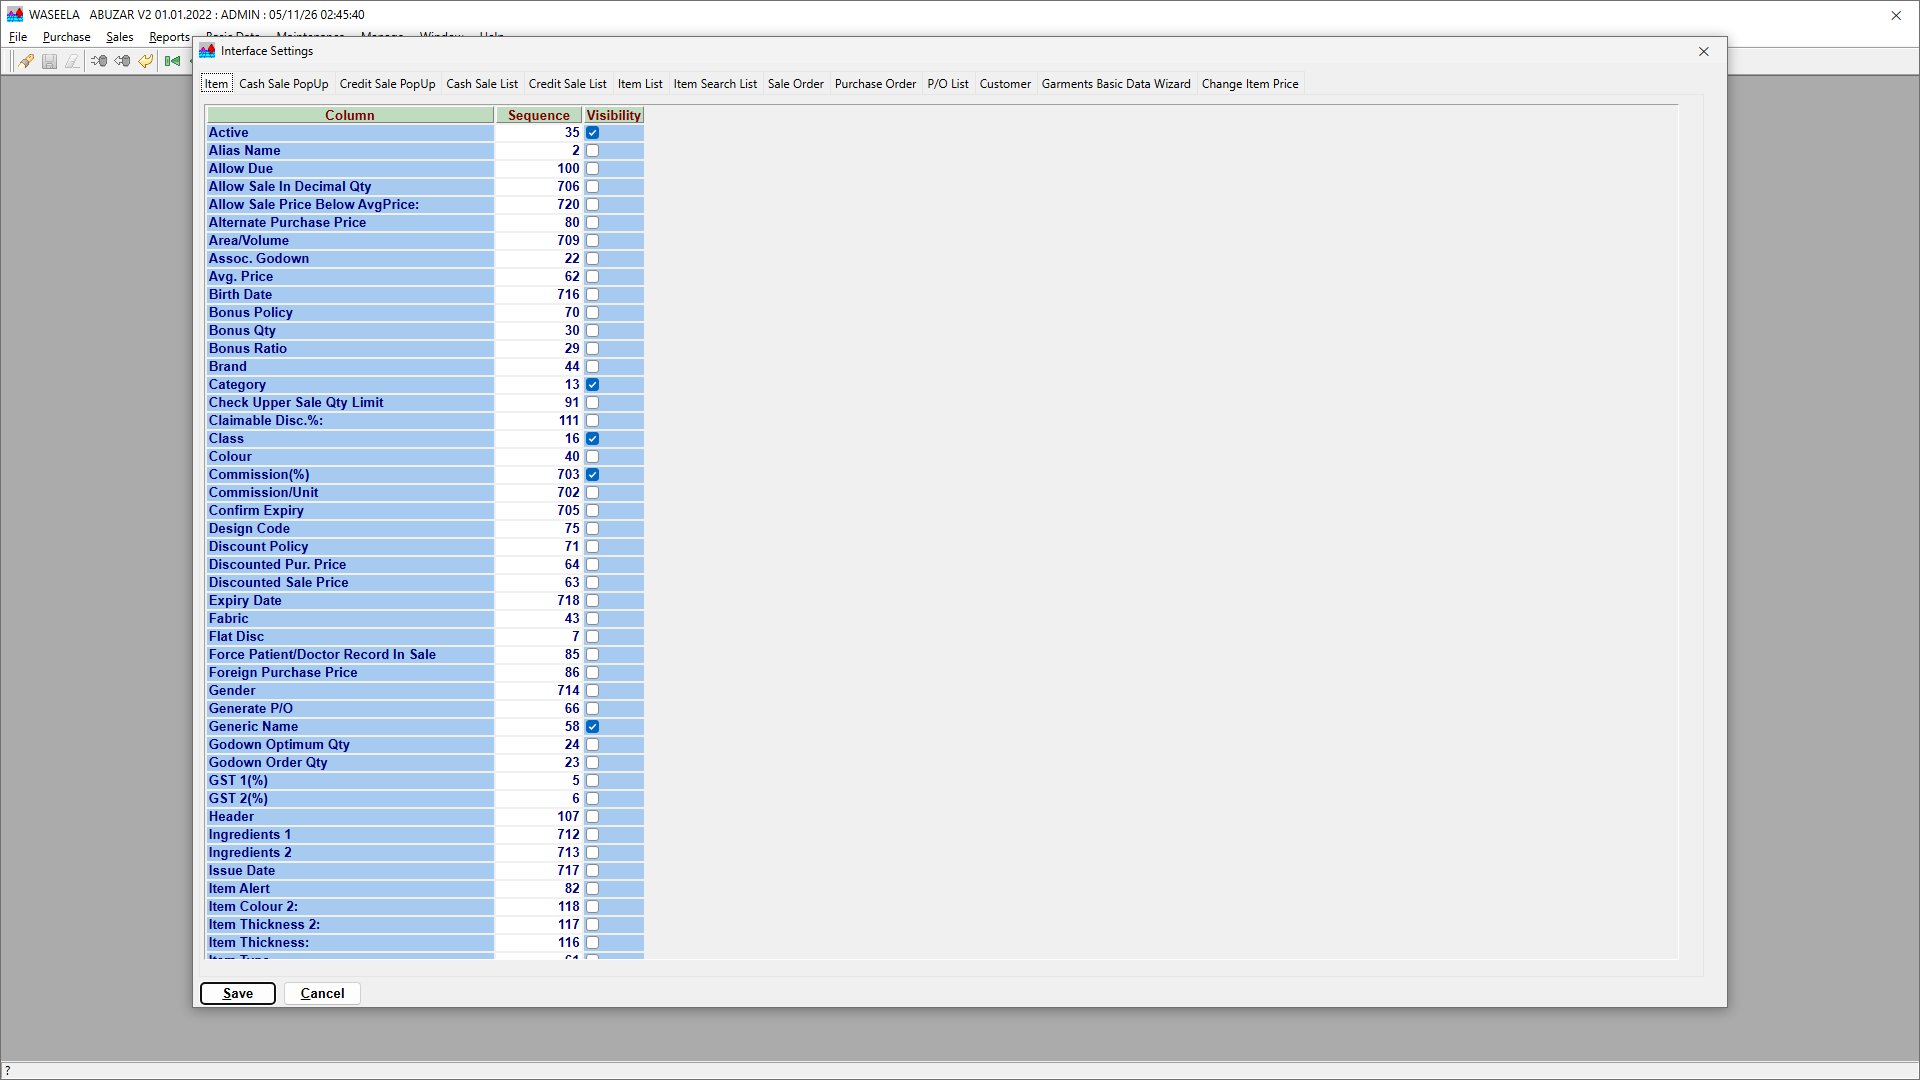 WASEELA ABUZAR V2 01.01.2022 : ADMIN : 05/11/26 02:45:40
File Purchase Sales Reports Basic Data Maintenance Manage Window Help
Interface Settings
Item Cash Sale PopUp Credit Sale PopUp Cash Sale List Credit Sale List Item List Item Search List Sale Order Purchase Order P/O List Customer Garments Basic Data Wizard Change Item Price
Column Sequence Visibility
Active 35
Alias Name 2
Allow Due 100
Allow Sale In Decimal Qty 706
Allow Sale Price Below AvgPrice: 720
Alternate Purchase Price 80
Area/Volume 709
Assoc. Godown 22
Avg. Price 62
Birth Date 716
Bonus Policy 70
Bonus Qty 30
Bonus Ratio 29
Brand 44
Category 13
Check Upper Sale Qty Limit 91
Claimable Disc.%: 111
Class 16
Colour 40
Commission(%) 703
Commission/Unit 702
Confirm Expiry 705
Design Code 75
Discount Policy 71
Discounted Pur. Price 64
Discounted Sale Price 63
Expiry Date 718
Fabric 43
Flat Disc 7
Force Patient/Doctor Record In Sale 85
Foreign Purchase Price 86
Gender 714
Generate P/O 66
Generic Name 58
Godown Optimum Qty 24
Godown Order Qty 23
GST 1(%) 5
GST 2(%) 6
Header 107
Ingredients 1 712
Ingredients 2 713
Issue Date 717
Item Alert 82
Item Colour 2: 118
Item Thickness 2: 117
Item Thickness: 116
Item Type 61
Save Cancel
?